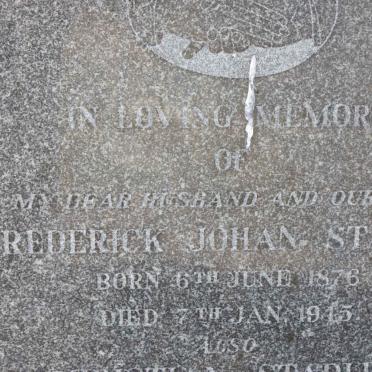 IN LOVING MEMOR
OF
MY DEAR HUSBAND AND OUR
REDERICK JOHAN. ST
BORN 6TH JUNE 1876
DIED. 7TH JAN. 1945
ALSO